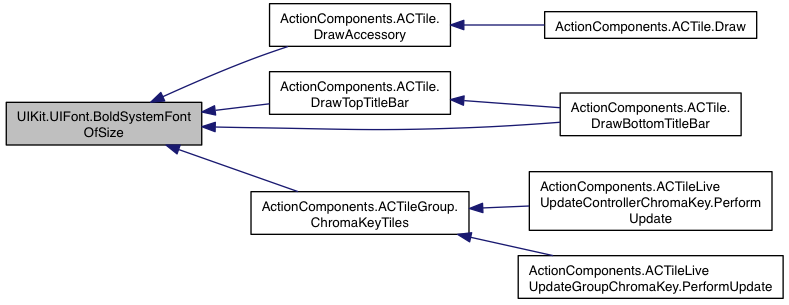 ActionComponents.ACTile.
DrawAccessory
ActionComponents.ACTile.Draw
UIKit.UIFont.BoldSystemFont
OfSize
ActionComponents.ACTile.
DrawTopTitleBar
ActionComponents.ACTile.
DrawBottomTitleBar
ActionComponents.ACTileGroup.
ChromaKeyTiles
ActionComponents.ACTileLive
UpdateControllerChromaKey.Perform
Update
ActionComponents.ACTileLive
UpdateGroupChromaKey.PerformUpdate